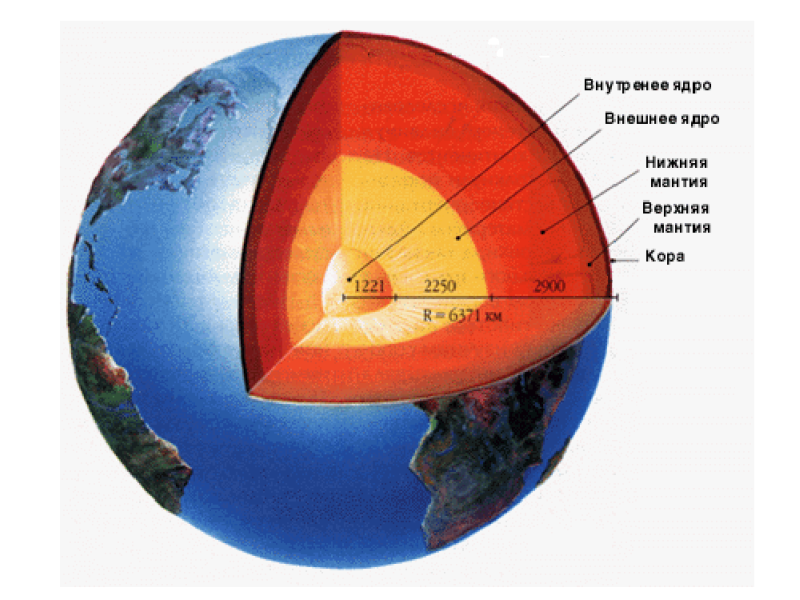 Внутренее ядро
Внешнее ядро
Нижняя
мантия
Верхняя
мантия
Кора
1221 2250 2900
R = 6371 км